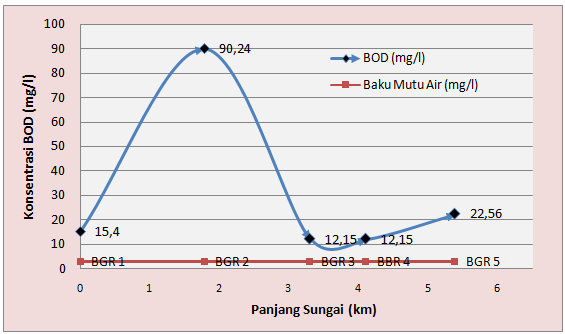 100
90
80
70
60
50
40
30
20
10
0
Konsentrasi BOD (mg/l)
BOD (mg/l)
Baku Mutu Air (mg/l)
15,4
90,24
12,15
12,15
22,56
BGR 1
BGR 2
BGR 3
BBR 4
BGR 5
0 1 2 3 4 5 6
Panjang Sungai (km)